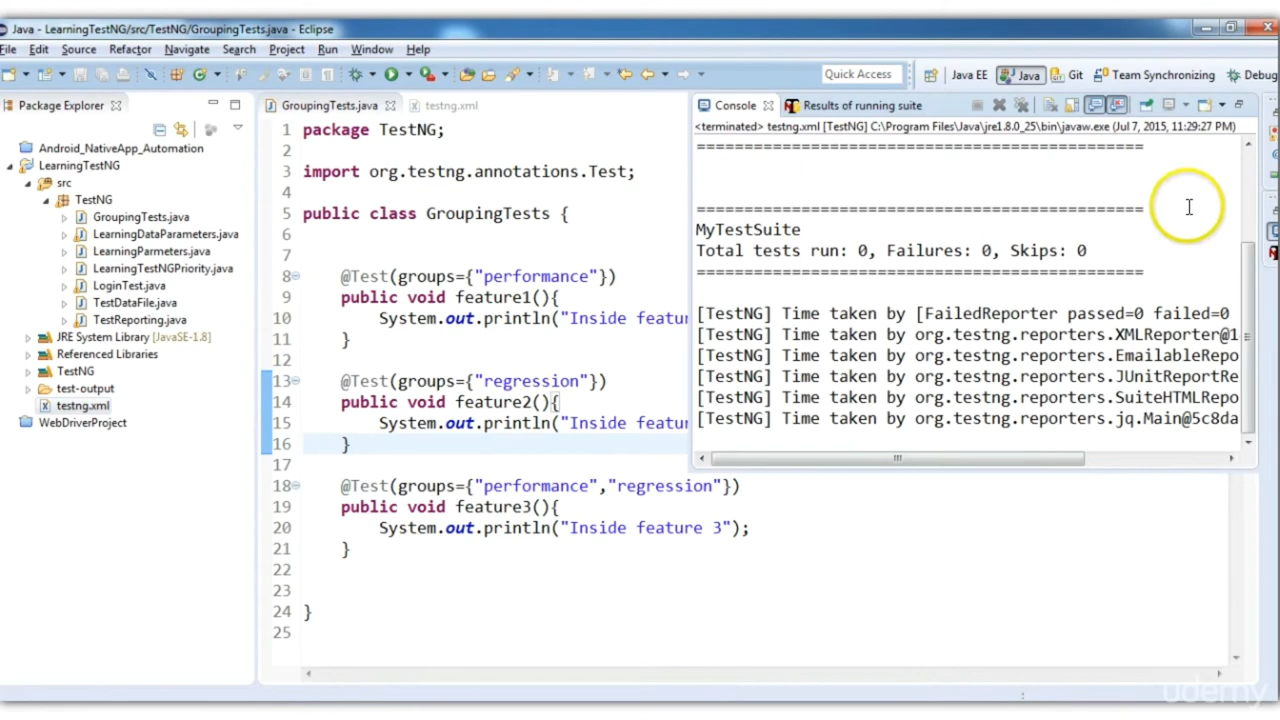 Java - LearningTestNG/src/TestNG/GroupingTests.java - Eclipse
File Edit Source Refactor Navigate Search Project Run Window Help
Quick Access Java EE Java Git Team Synchronizing Debug
Package Explorer
Android_NativeApp_Automation
LearningTestNG
src
TestNG
GroupingTests.java
LearningDataParameters.java
LearningParmeters.java
LearningTestNGPriority.java
LoginTest.java
TestDataFile.java
TestReporting.java
JRE System Library [JavaSE-1.8]
Referenced Libraries
TestNG
test-output
testng.xml
WebDriverProject
GroupingTests.java testng.xml
1 package TestNG;
2
3 import org.testng.annotations.Test;
4
5 public class GroupingTests {
6
7
8 @Test(groups={"performance"})
9 public void feature1(){
10 System.out.println("Inside featur
11 }
12
13 @Test(groups={"regression"})
14 public void feature2(){
15 System.out.println("Inside featur
16 }
17
18 @Test(groups={"performance","regression"})
19 public void feature3(){
20 System.out.println("Inside feature 3");
21 }
22
23
24 }
25
Console Results of running suite
<terminated> testng.xml [TestNG] C:\Program Files\Java\jre1.8.0_25\bin\javaw.exe (Jul 7, 2015, 11:29:27 PM)
===============================================
===============================================
MyTestSuite
Total tests run: 0, Failures: 0, Skips: 0
===============================================
[TestNG] Time taken by [FailedReporter passed=0 failed=0
[TestNG] Time taken by org.testng.reporters.XMLReporter@1
[TestNG] Time taken by org.testng.reporters.EmailableRepo
[TestNG] Time taken by org.testng.reporters.JUnitReportRe
[TestNG] Time taken by org.testng.reporters.SuiteHTMLRepo
[TestNG] Time taken by org.testng.reporters.jq.Main@5c8da
udemy